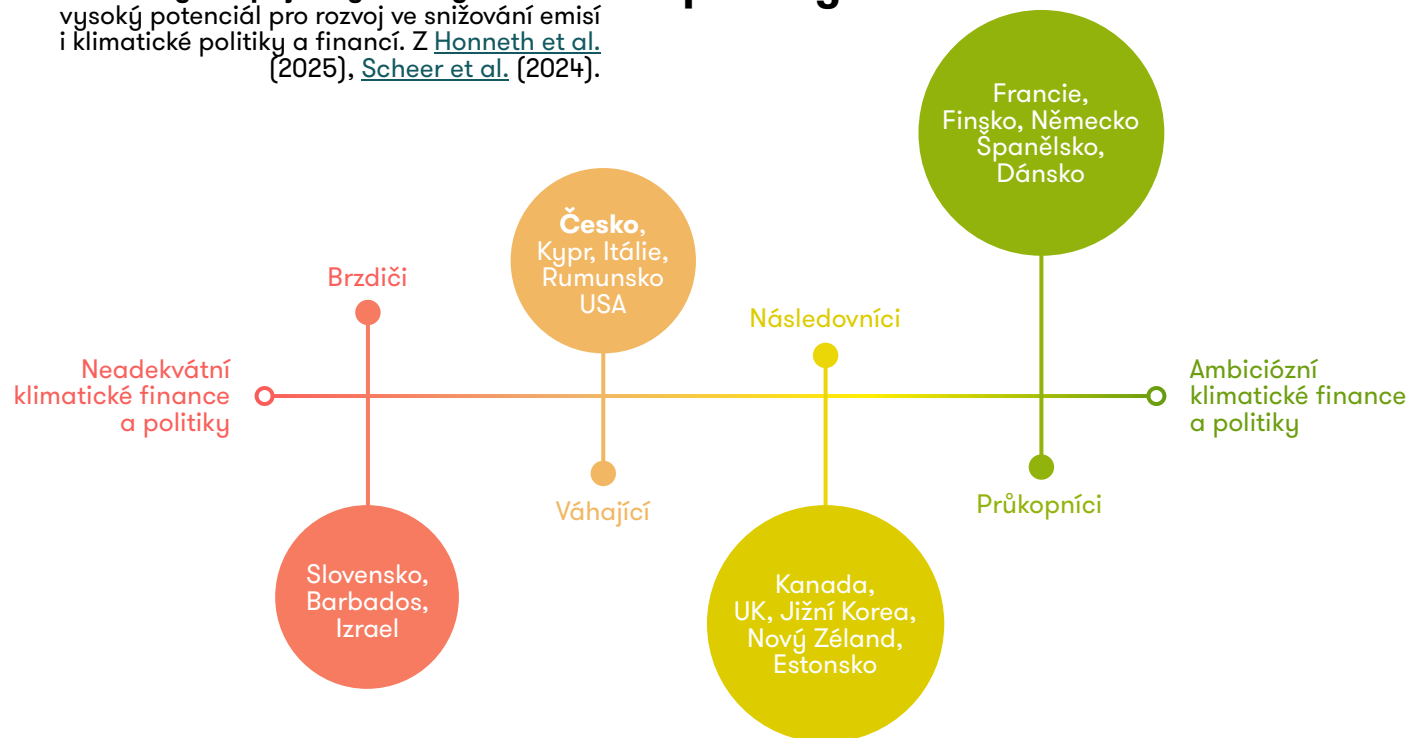 vysoký potenciál pro rozvoj ve snižování emisí
i klimatické politiky a financí. Z Honneth et al.
(2025), Scheer et al. (2024).
Francie,
Finsko, Německo
Španělsko,
Dánsko
Česko,
Kypr, Itálie,
Rumunsko
USA
Brzdiči
Následovníci
Neadekvátní
klimatické finance
a politiky
Ambiciózní
klimatické finance
a politiky
Váhající
Průkopníci
Slovensko,
Barbados,
Izrael
Kanada,
UK, Jižní Korea,
Nový Zéland,
Estonsko